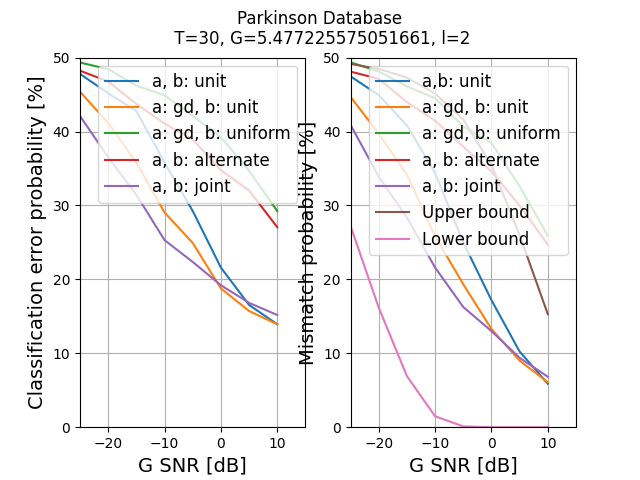 Parkinson Database
T=30, G=5.477225575051661, l=2
Classification error probability [%]
50
40
30
20
10
0
a, b: unit
a: gd, b: unit
a: gd, b: uniform
a, b: alternate
a, b: joint
−20
−10
0
10
G SNR [dB]
Mismatch probability [%]
50
40
30
20
10
0
a,b: unit
a: gd, b: unit
a: gd, b: uniform
a, b: alternate
a, b: joint
Upper bound
Lower bound
−20
−10
0
10
G SNR [dB]